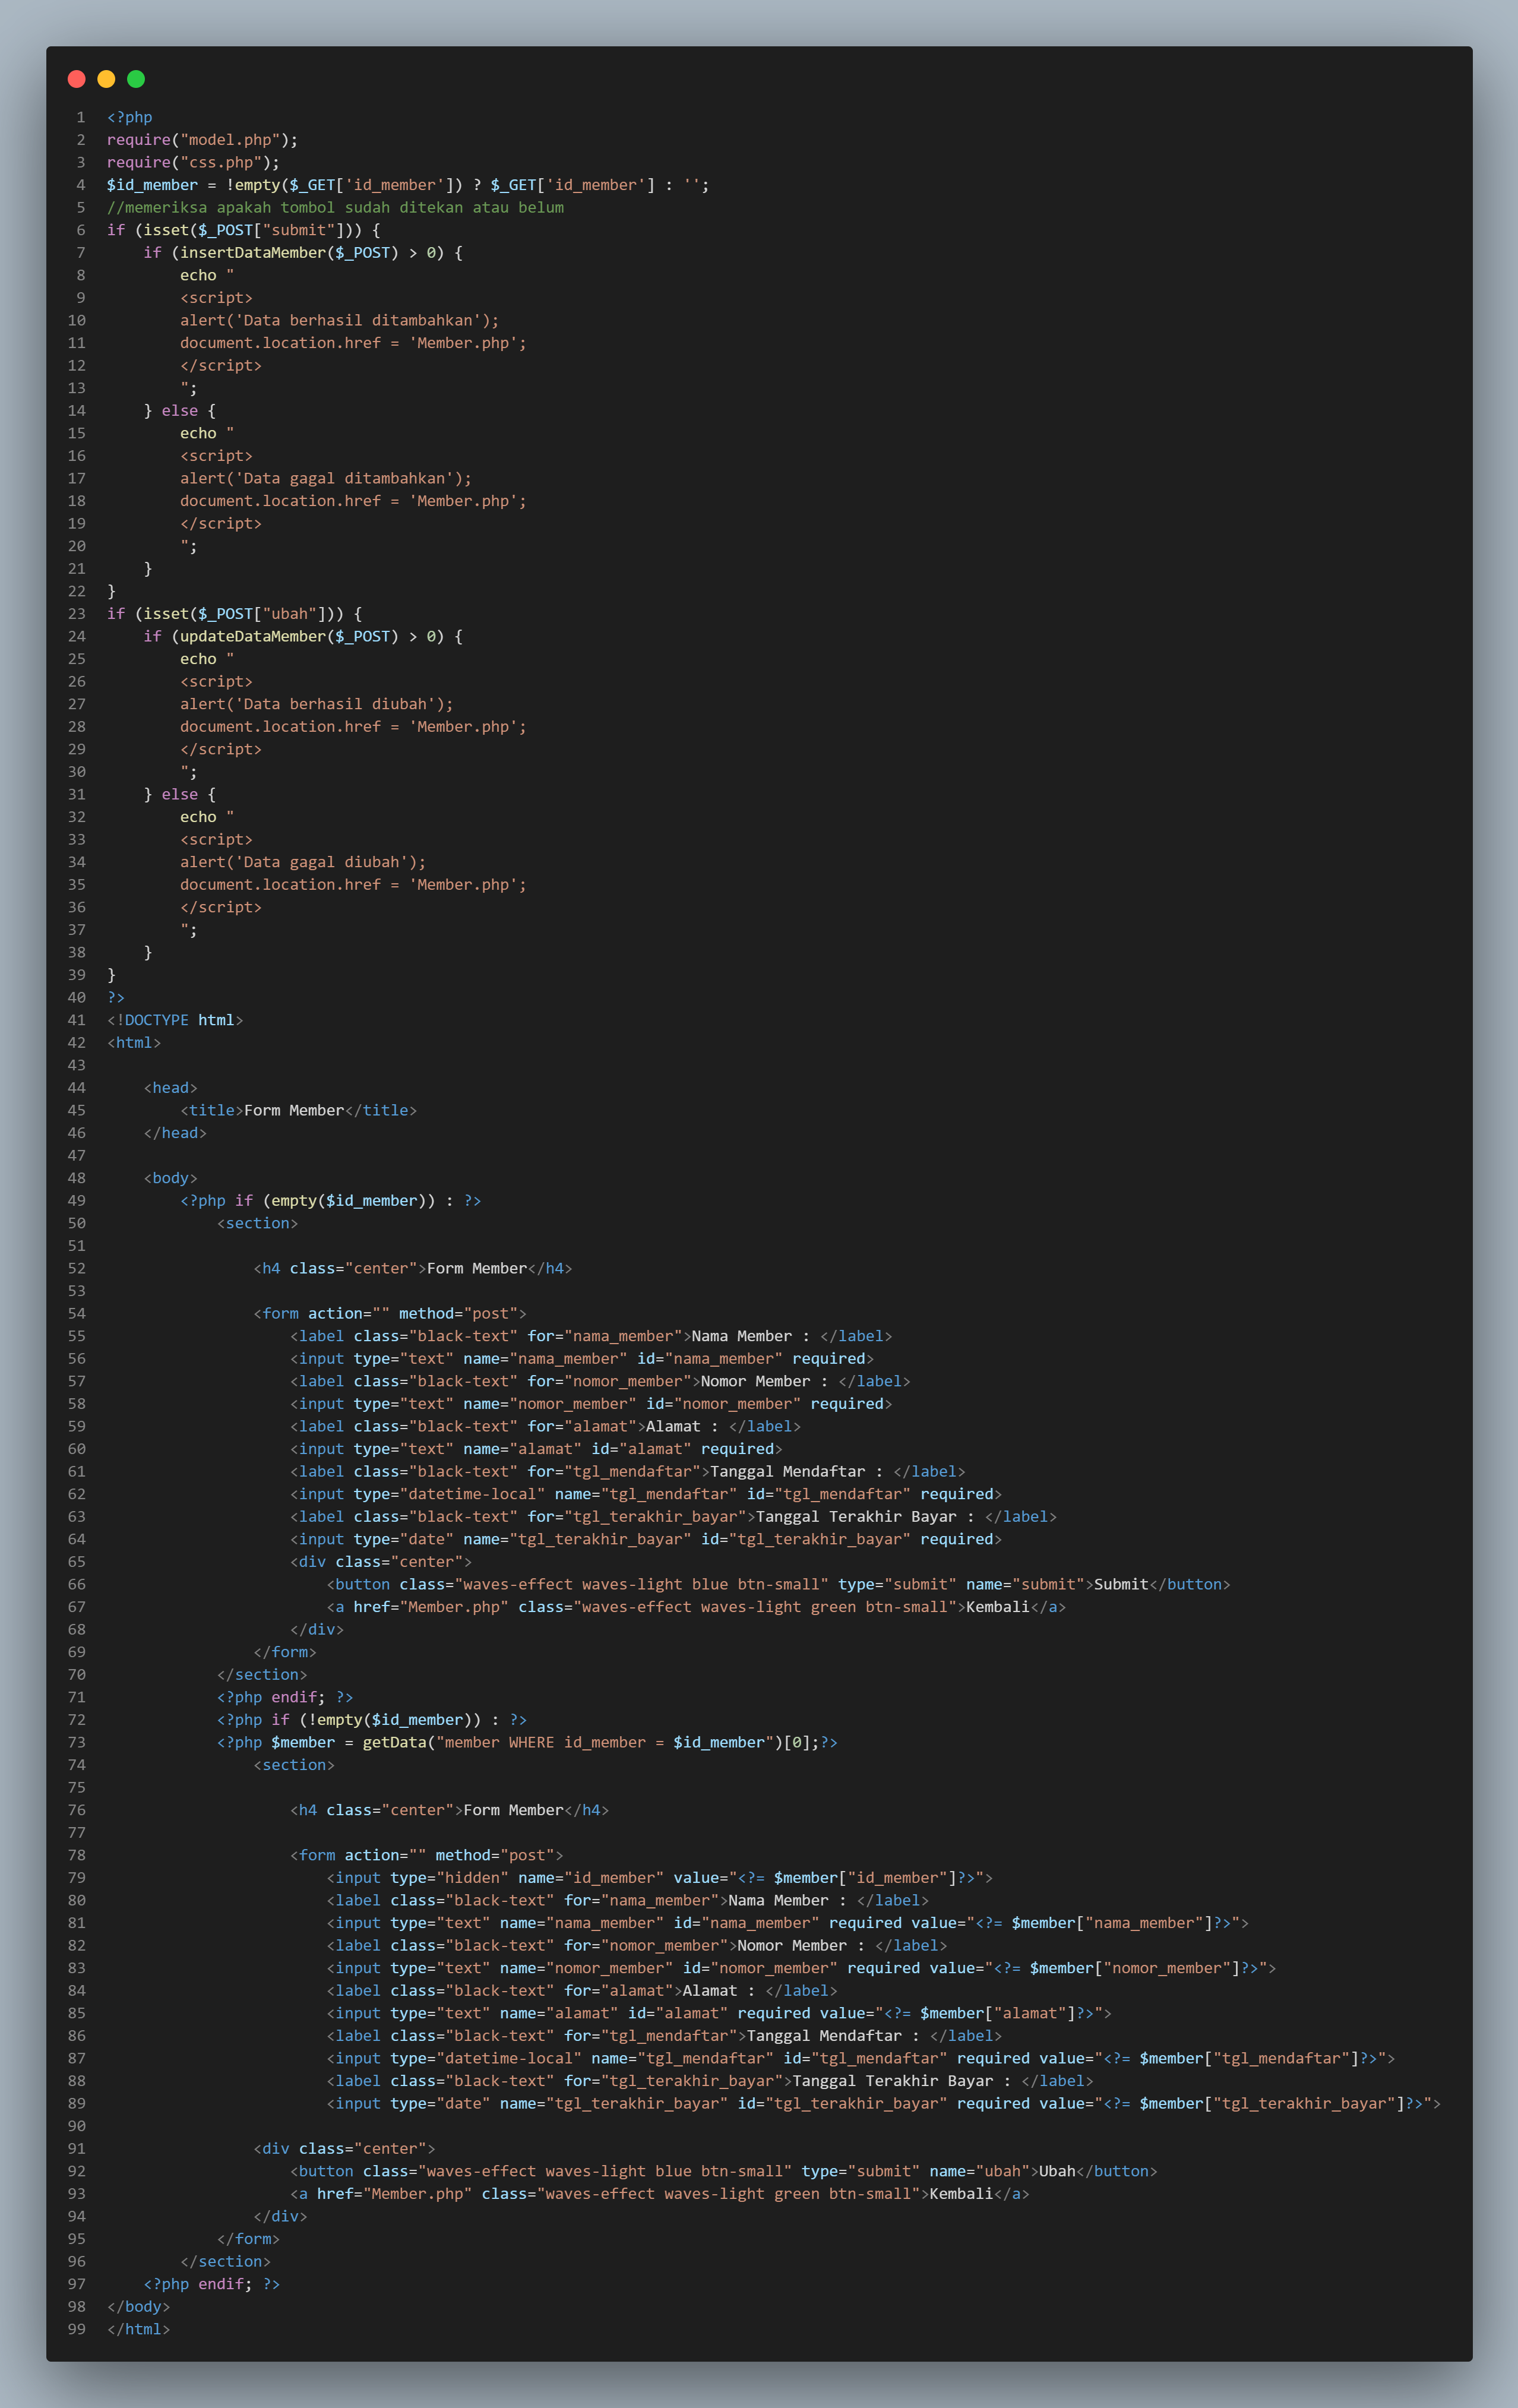 1 <?php
2 require("model.php");
3 require("css.php");
4 $id_member = !empty($_GET['id_member']) ? $_GET['id_member'] : '';
5 //memeriksa apakah tombol sudah ditekan atau belum
6 if (isset($_POST["submit"])) {
7     if (insertDataMember($_POST) > 0) {
8         echo "
9         <script>
10         alert('Data berhasil ditambahkan');
11         document.location.href = 'Member.php';
12         </script>
13         ";
14     } else {
15         echo "
16         <script>
17         alert('Data gagal ditambahkan');
18         document.location.href = 'Member.php';
19         </script>
20         ";
21     }
22 }
23 if (isset($_POST["ubah"])) {
24     if (updateDataMember($_POST) > 0) {
25         echo "
26         <script>
27         alert('Data berhasil diubah');
28         document.location.href = 'Member.php';
29         </script>
30         ";
31     } else {
32         echo "
33         <script>
34         alert('Data gagal diubah');
35         document.location.href = 'Member.php';
36         </script>
37         ";
38     }
39 }
40 ?>
41 <!DOCTYPE html>
42 <html>
43
44     <head>
45         <title>Form Member</title>
46     </head>
47
48     <body>
49         <?php if (empty($id_member)) : ?>
50             <section>
51
52                 <h4 class="center">Form Member</h4>
53
54                 <form action="" method="post">
55                     <label class="black-text" for="nama_member">Nama Member : </label>
56                     <input type="text" name="nama_member" id="nama_member" required>
57                     <label class="black-text" for="nomor_member">Nomor Member : </label>
58                     <input type="text" name="nomor_member" id="nomor_member" required>
59                     <label class="black-text" for="alamat">Alamat : </label>
60                     <input type="text" name="alamat" id="alamat" required>
61                     <label class="black-text" for="tgl_mendaftar">Tanggal Mendaftar : </label>
62                     <input type="datetime-local" name="tgl_mendaftar" id="tgl_mendaftar" required>
63                     <label class="black-text" for="tgl_terakhir_bayar">Tanggal Terakhir Bayar : </label>
64                     <input type="date" name="tgl_terakhir_bayar" id="tgl_terakhir_bayar" required>
65                     <div class="center">
66                         <button class="waves-effect waves-light blue btn-small" type="submit" name="submit">Submit</button>
67                         <a href="Member.php" class="waves-effect waves-light green btn-small">Kembali</a>
68                     </div>
69                 </form>
70             </section>
71             <?php endif; ?>
72             <?php if (!empty($id_member)) : ?>
73             <?php $member = getData("member WHERE id_member = $id_member")[0];?>
74                 <section>
75
76                     <h4 class="center">Form Member</h4>
77
78                     <form action="" method="post">
79                         <input type="hidden" name="id_member" value="<?= $member["id_member"]?>">
80                         <label class="black-text" for="nama_member">Nama Member : </label>
81                         <input type="text" name="nama_member" id="nama_member" required value="<?= $member["nama_member"]?>">
82                         <label class="black-text" for="nomor_member">Nomor Member : </label>
83                         <input type="text" name="nomor_member" id="nomor_member" required value="<?= $member["nomor_member"]?>">
84                         <label class="black-text" for="alamat">Alamat : </label>
85                         <input type="text" name="alamat" id="alamat" required value="<?= $member["alamat"]?>">
86                         <label class="black-text" for="tgl_mendaftar">Tanggal Mendaftar : </label>
87                         <input type="datetime-local" name="tgl_mendaftar" id="tgl_mendaftar" required value="<?= $member["tgl_mendaftar"]?>">
88                         <label class="black-text" for="tgl_terakhir_bayar">Tanggal Terakhir Bayar : </label>
89                         <input type="date" name="tgl_terakhir_bayar" id="tgl_terakhir_bayar" required value="<?= $member["tgl_terakhir_bayar"]?>">
90
91                 <div class="center">
92                     <button class="waves-effect waves-light blue btn-small" type="submit" name="ubah">Ubah</button>
93                     <a href="Member.php" class="waves-effect waves-light green btn-small">Kembali</a>
94                 </div>
95             </form>
96         </section>
97     <?php endif; ?>
98 </body>
99 </html>